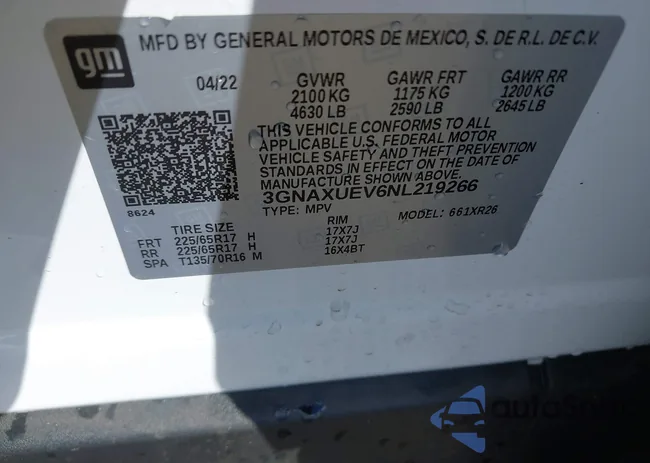 gm MFD BY GENERAL MOTORS DE MEXICO, S. DE R.L. DE C.V.
04/22 GVWR GAWR FRT GAWR RR
2100 KG 1175 KG 1200 KG
4630 LB 2590 LB 2645 LB
THIS VEHICLE CONFORMS TO ALL
APPLICABLE U.S. FEDERAL MOTOR
VEHICLE SAFETY AND THEFT PREVENTION
STANDARDS IN EFFECT ON THE DATE OF
MANUFACTURE SHOWN ABOVE.
3GNAXUEV6NL219266
8624 TYPE: MPV MODEL: 661XR26
TIRE SIZE RIM
FRT 225/65R17 H 17X7J
RR 225/65R17 H 17X7J
SPA T135/70R16 M 16X4BT